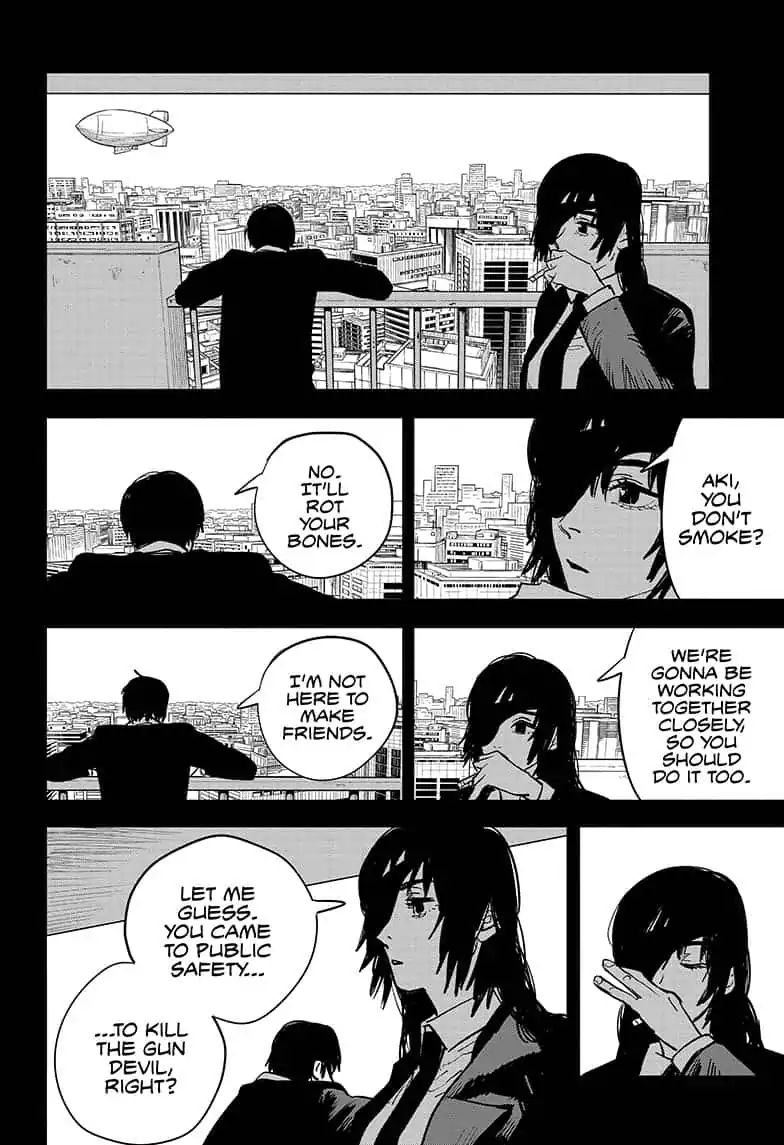 AKI,
YOU
DON'T
SMOKE?
NO.
IT'LL
ROT
YOUR
BONES.
WE'RE
GONNA BE
WORKING
TOGETHER
CLOSELY,
SO YOU
SHOULD
DO IT TOO.
I'M NOT
HERE TO
MAKE
FRIENDS.
LET ME
GUESS.
YOU CAME
TO PUBLIC
SAFETY...
...TO KILL
THE GUN
DEVIL,
RIGHT?